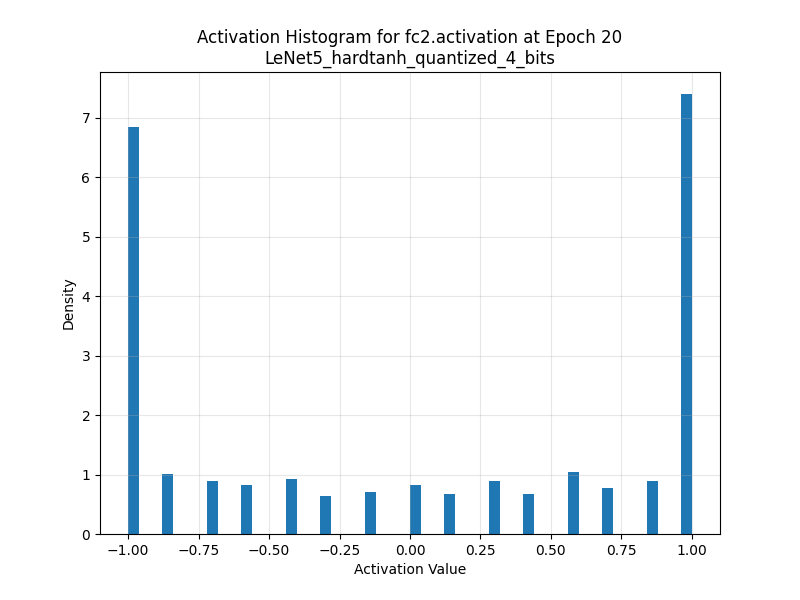 Activation Histogram for fc2.activation at Epoch 20
LeNet5_hardtanh_quantized_4_bits
7
6
5
4
3
2
1
0
Density
−1.00 −0.75 −0.50 −0.25 0.00 0.25 0.50 0.75 1.00
Activation Value